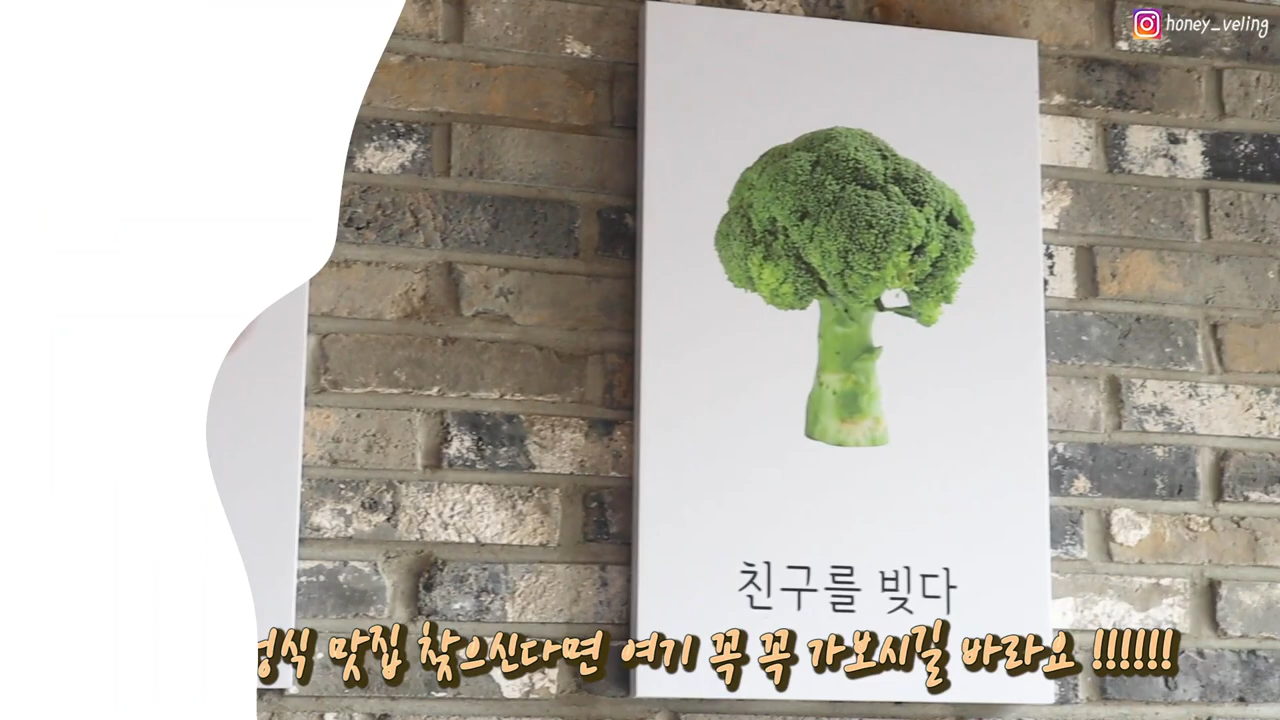 honey_veling
친구를 빚다
맛집 찾으신다면 여기 꼭 꼭 가보시길 바라요 !!!!!!